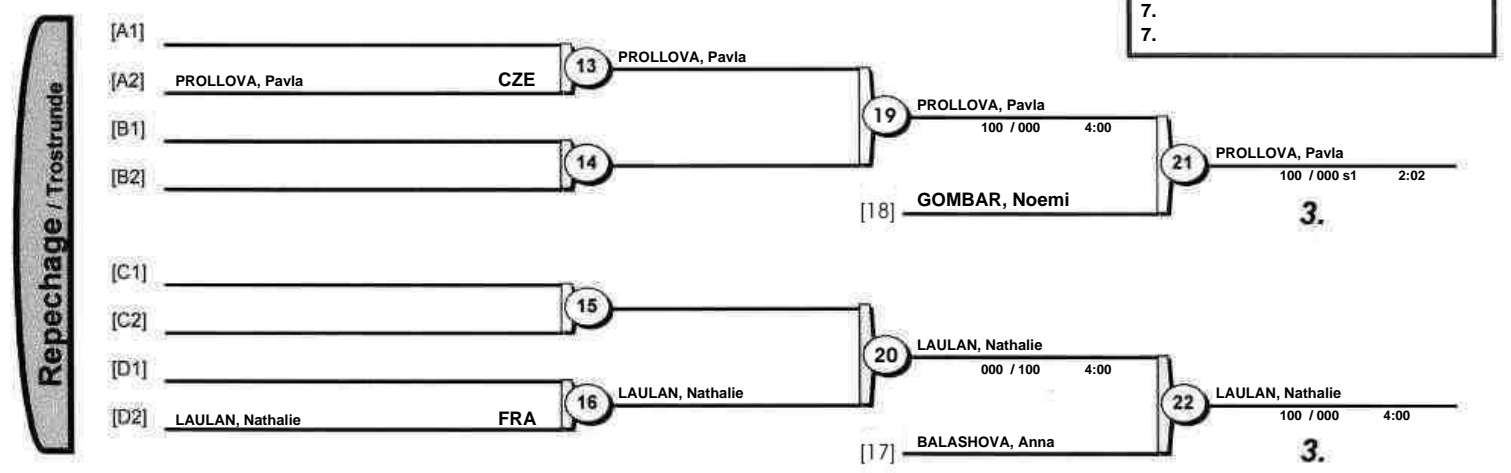 7.
7.
Repechage / Trostrunde
[A1]
[A2] PROLLOVA, Pavla CZE
13 PROLLOVA, Pavla
[B1]
[B2]
14
19 PROLLOVA, Pavla
100 / 000 4:00
[18] GOMBAR, Noemi
21 PROLLOVA, Pavla
100 / 000 s1 2:02
3.
[C1]
[C2]
15
[D1]
[D2] LAULAN, Nathalie FRA
16 LAULAN, Nathalie
20 LAULAN, Nathalie
000 / 100 4:00
[17] BALASHOVA, Anna
22 LAULAN, Nathalie
100 / 000 4:00
3.